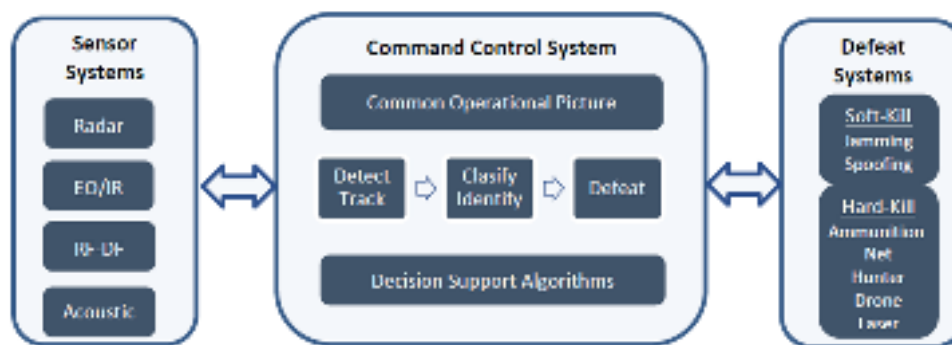 Sensor
Systems
Radar
EO/IR
RF-DF
Acoustic
Command Control System
Common Operational Picture
Detect
Track
Clasify
Identify
Defeat
Decision Support Algorithms
Defeat
Systems
Soft-Kill
Jamming
Spoofing
Hard-Kill
Ammunition
Net
Hunter
Drone
Laser